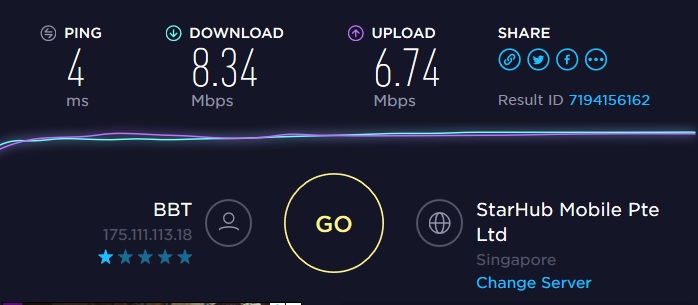 PING
4
ms
DOWNLOAD
8.34
Mbps
UPLOAD
6.74
Mbps
SHARE
Result ID 7194156162
BBT
175.111.113.18
GO
StarHub Mobile Pte
Ltd
Singapore
Change Server